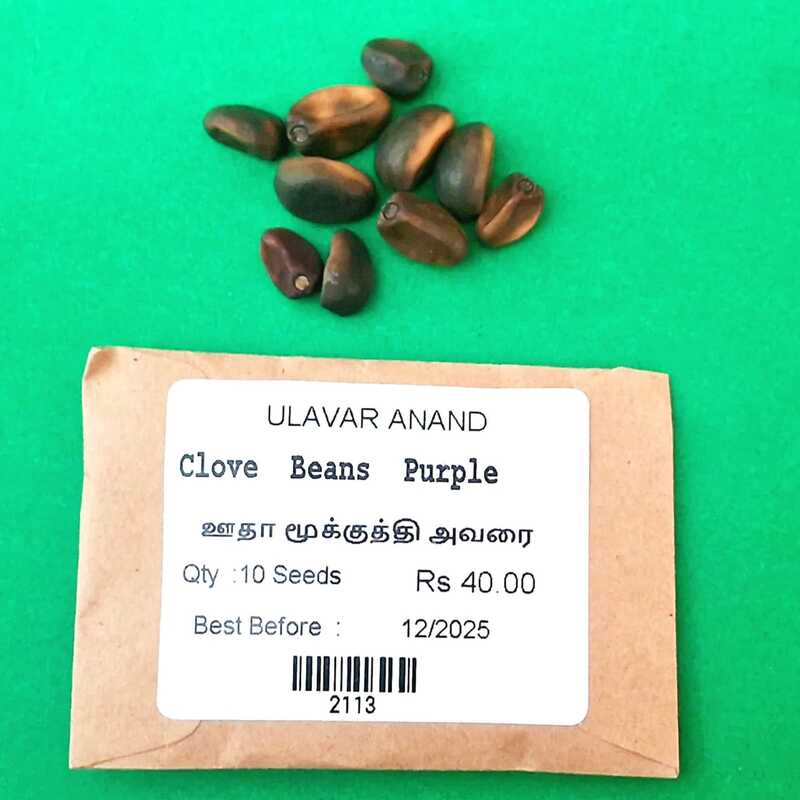 ULAVAR ANAND
Clove Beans Purple
ஊதா மூக்குத்தி அவரை
Qty :10 Seeds Rs 40.00
Best Before : 12/2025
2113